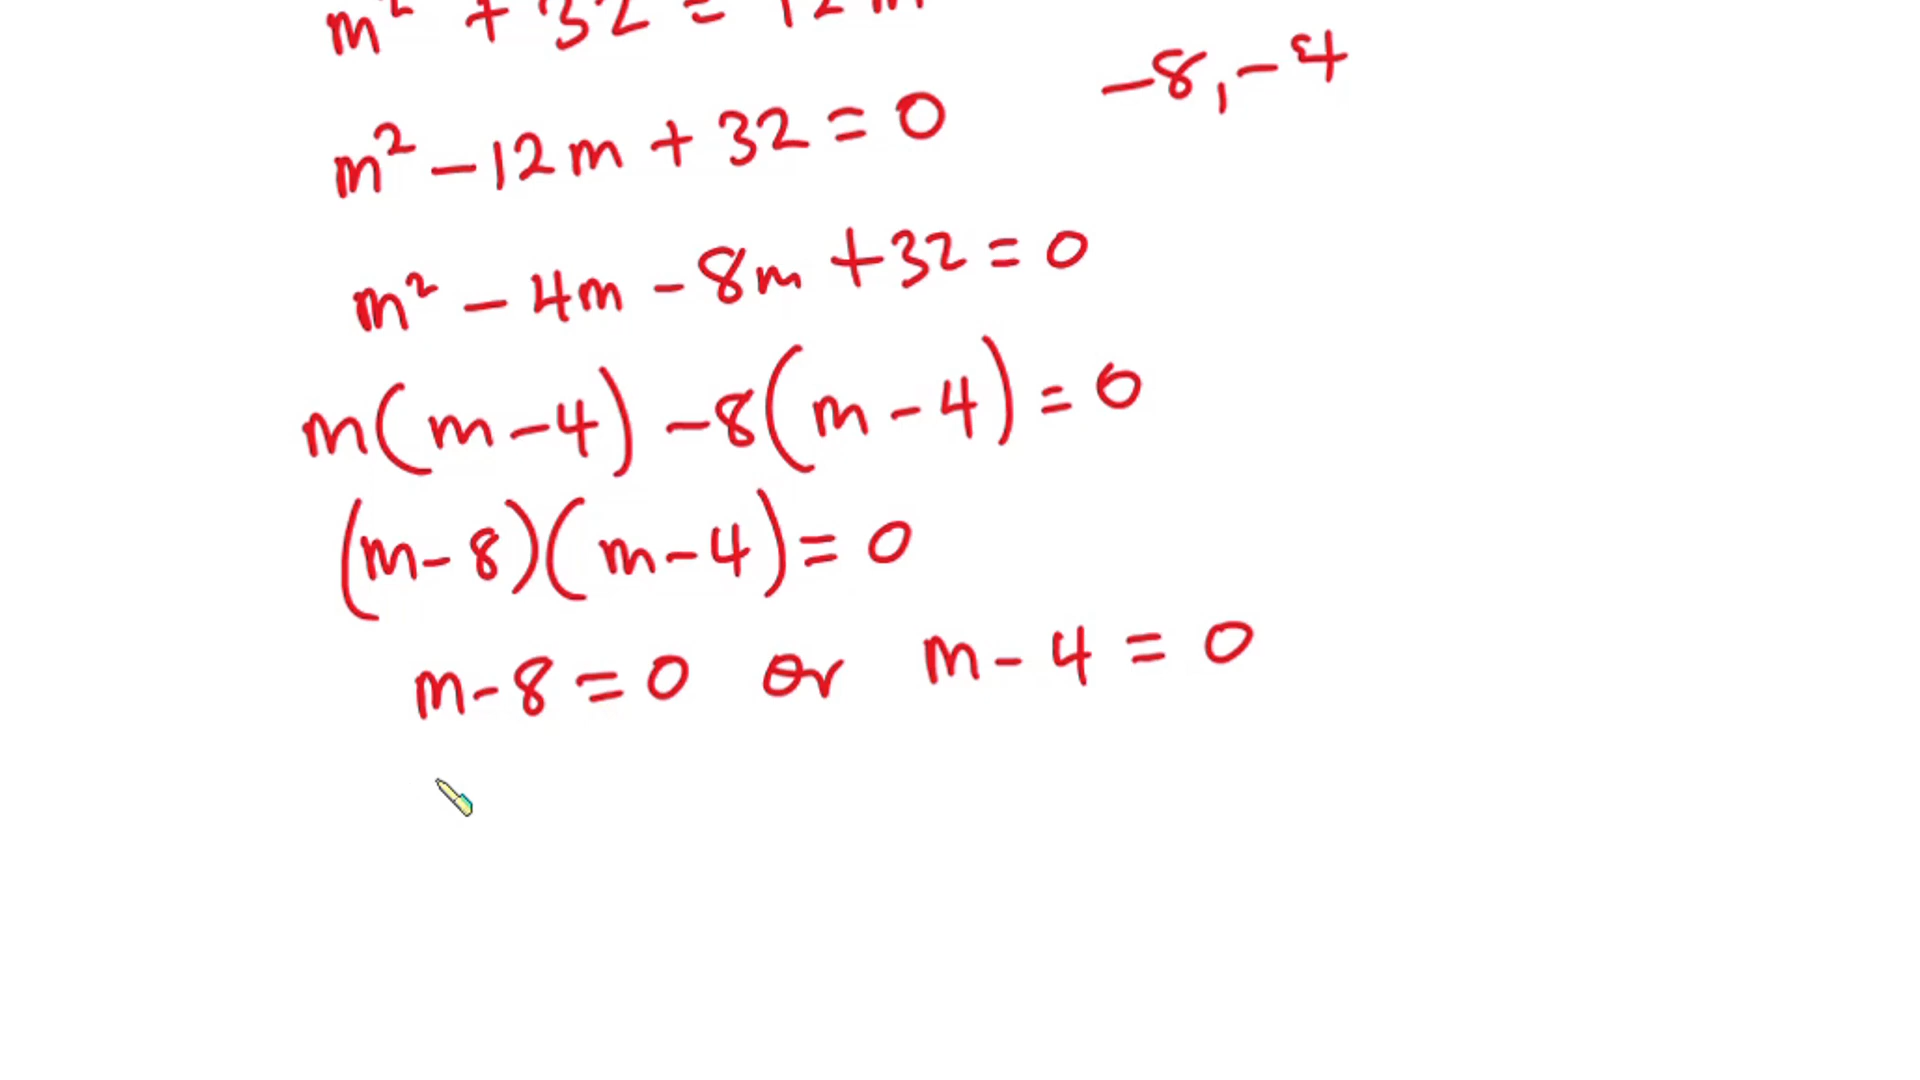 m² + 32 = 12m
m² - 12m + 32 = 0
-8, -4
m² - 4m - 8m + 32 = 0
m(m - 4) - 8(m - 4) = 0
(m - 8)(m - 4) = 0
m - 8 = 0 or m - 4 = 0